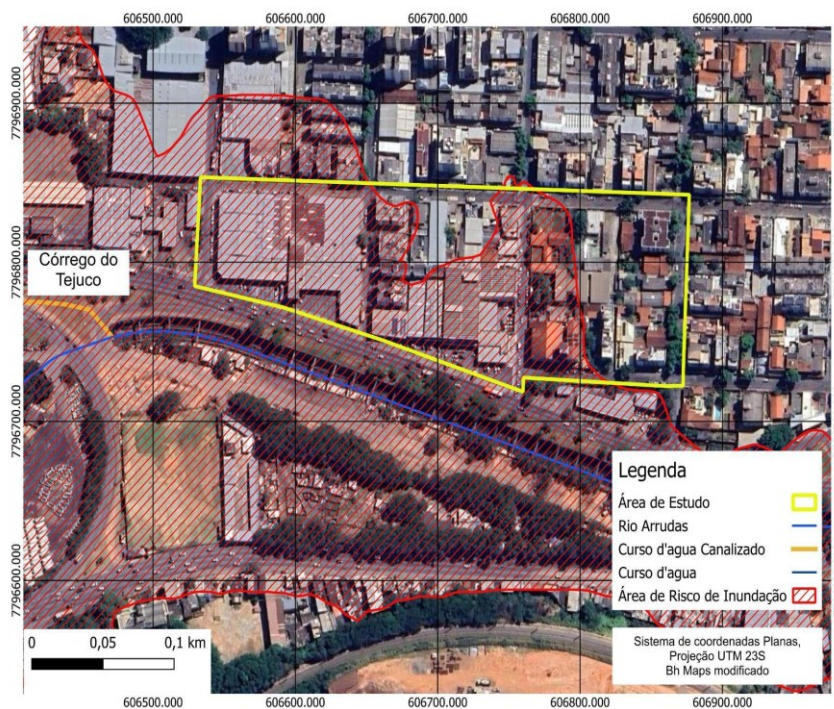 606500.000 606600.000 606700.000 606800.000 606900.000
7796900.000
7796800.000
7796700.000
7796600.000
Córrego do
Tejuco
Legenda
Área de Estudo
Rio Arrudas
Curso d'agua Canalizado
Curso d'agua
Área de Risco de Inundação
0 0,05 0,1 km
Sistema de coordenadas Planas,
Projeção UTM 23S
Bh Maps modificado
606500.000 606600.000 606700.000 606800.000 606900.000